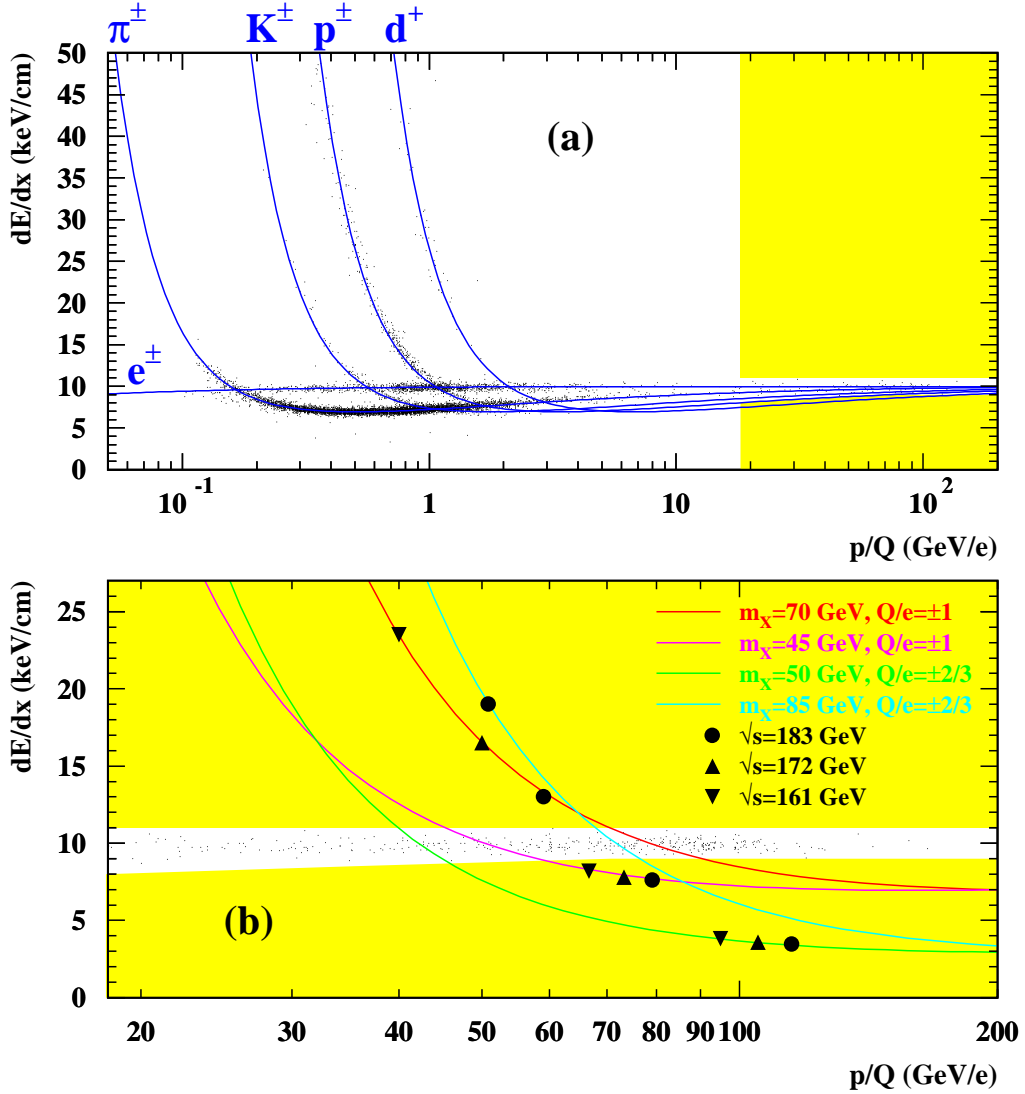 π± K± p± d+
50
45
40
35
30
25
20
15
10
5
0
dE/dx (keV/cm)
(a)
e±
10-1 1 10 102
p/Q (GeV/e)
25
20
15
10
5
0
dE/dx (keV/cm)
mX=70 GeV, Q/e=±1
mX=45 GeV, Q/e=±1
mX=50 GeV, Q/e=±2/3
mX=85 GeV, Q/e=±2/3
√s=183 GeV
√s=172 GeV
√s=161 GeV
(b)
20 30 40 50 60 70 80 90 100 200
p/Q (GeV/e)